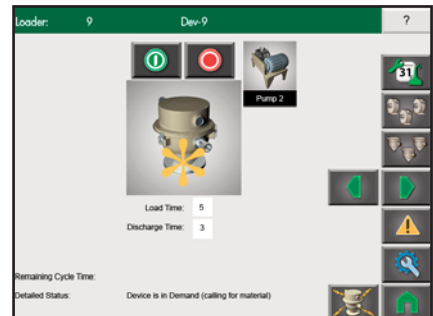 Loader: 9 Dev-9 ?
Pump 2
31
Load Time: 5
Discharge Time: 3
Remaining Cycle Time:
Detailed Status: Device is in Demand (calling for material)